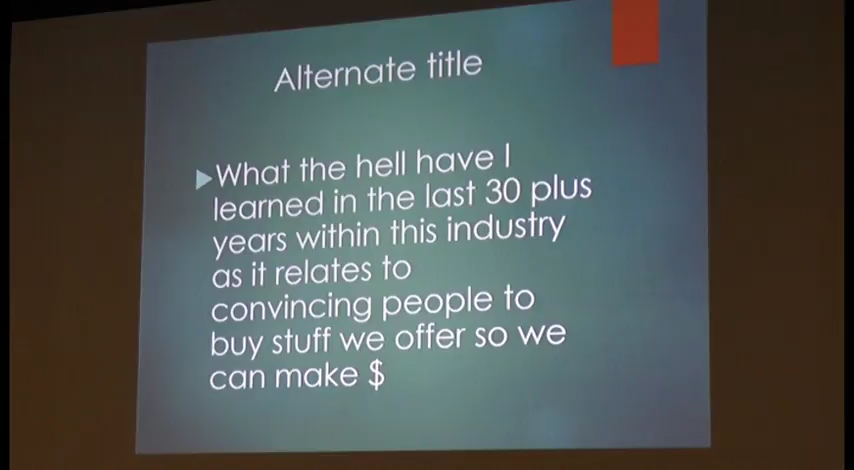 Alternate title
What the hell have I
learned in the last 30 plus
years within this industry
as it relates to
convincing people to
buy stuff we offer so we
can make $